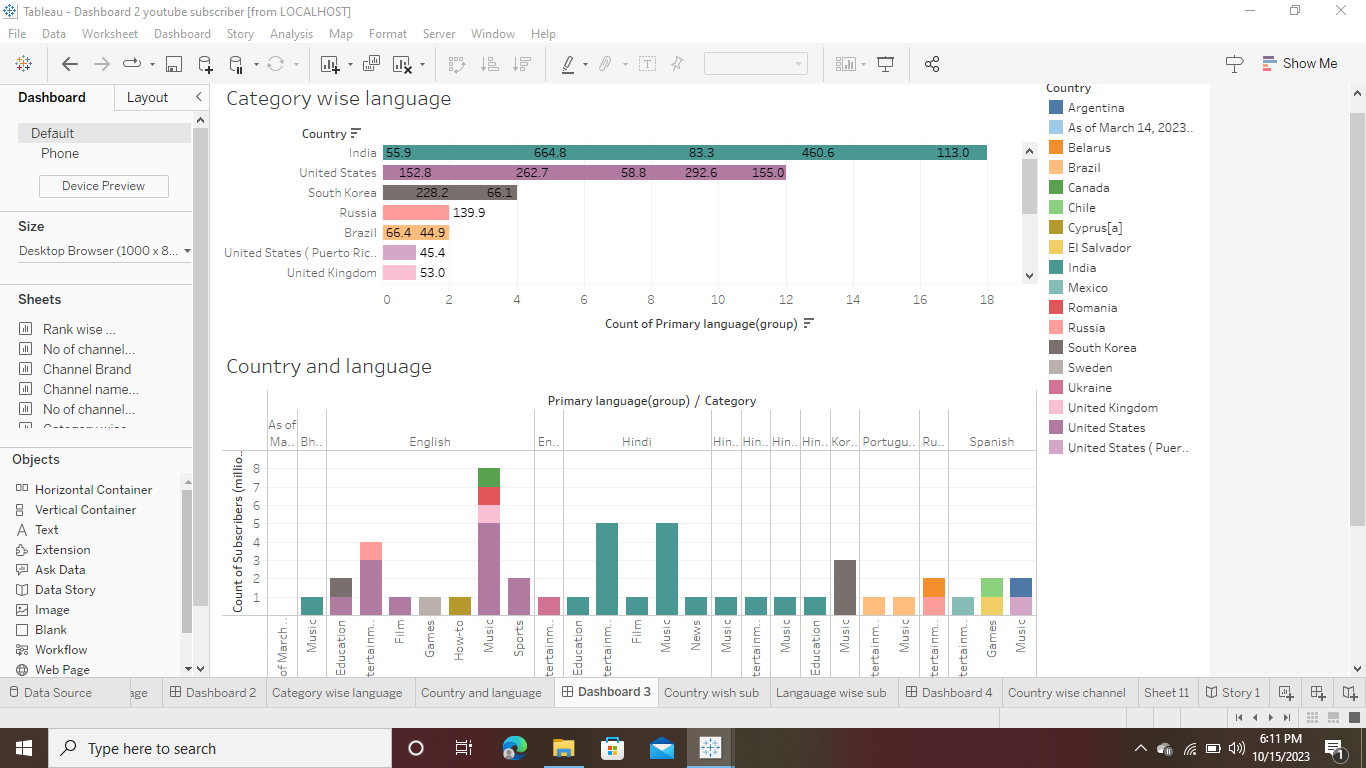 Tableau - Dashboard 2 youtube subscriber [from LOCALHOST]
File Data Worksheet Dashboard Story Analysis Map Format Server Window Help
Show Me
Dashboard Layout
Default
Phone
Device Preview
Size
Desktop Browser (1000 x 8...
Sheets
Rank wise ...
No of channel...
Channel Brand
Channel name...
No of channel...
Objects
Horizontal Container
Vertical Container
Text
Extension
Ask Data
Data Story
Image
Blank
Workflow
Web Page
Category wise language
Country
India 55.9 664.8 83.3 460.6 113.0
United States 152.8 262.7 58.8 292.6 155.0
South Korea 228.2 66.1
Russia 139.9
Brazil 66.4 44.9
United States ( Puerto Ric.. 45.4
United Kingdom 53.0
0 2 4 6 8 10 12 14 16 18
Count of Primary language(group)
Country and language
Primary language(group) / Category
As of
Ma.. Bh.. English En.. Hindi Hin.. Hin.. Hin.. Hin.. Kor.. Portugu.. Ru.. Spanish
Count of Subscribers (millio..
8
7
6
5
4
3
2
1
of March.. Music Education tertainm.. Film Games How-to Music Sports tertainm.. Education tertainm.. Film Music News Music tertainm.. Music Education Music tertainm.. Music tertainm.. tertainm.. Games Music
Country
Argentina
As of March 14, 2023..
Belarus
Brazil
Canada
Chile
Cyprus[a]
El Salvador
India
Mexico
Romania
Russia
South Korea
Sweden
Ukraine
United Kingdom
United States
United States ( Puer..
Data Source age Dashboard 2 Category wise language Country and language Dashboard 3 Country wish sub Langauage wise sub Dashboard 4 Country wise channel Sheet 11 Story 1
Type here to search
6:11 PM
10/15/2023
1